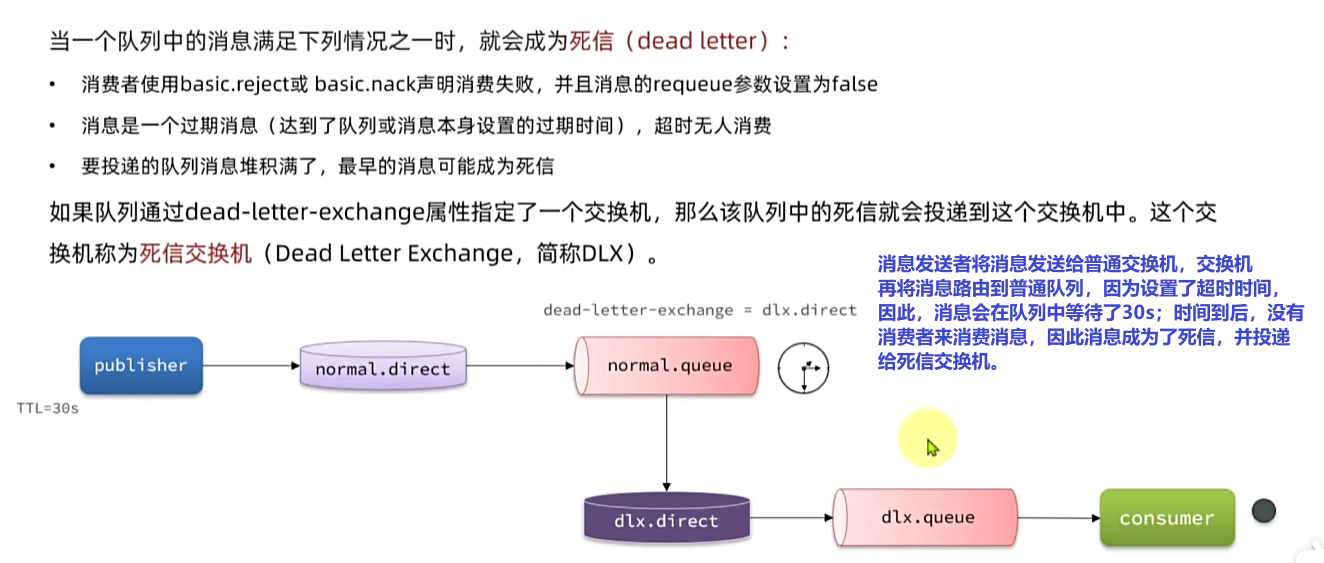 当一个队列中的消息满足下列情况之一时，就会成为死信（dead letter）：
• 消费者使用basic.reject或 basic.nack声明消费失败，并且消息的requeue参数设置为false
• 消息是一个过期消息（达到了队列或消息本身设置的过期时间），超时无人消费
• 要投递的队列消息堆积满了，最早的消息可能成为死信
如果队列通过dead-letter-exchange属性指定了一个交换机，那么该队列中的死信就会投递到这个交换机中。这个交
换机称为死信交换机（Dead Letter Exchange，简称DLX）。
消息发送者将消息发送给普通交换机，交换机
再将消息路由到普通队列，因为设置了超时时间，
因此，消息会在队列中等待了30s；时间到后，没有
消费者来消费消息，因此消息成为了死信，并投递
给死信交换机。
dead-letter-exchange = dlx.direct
publisher
normal.direct
normal.queue
TTL=30s
dlx.direct
dlx.queue
consumer